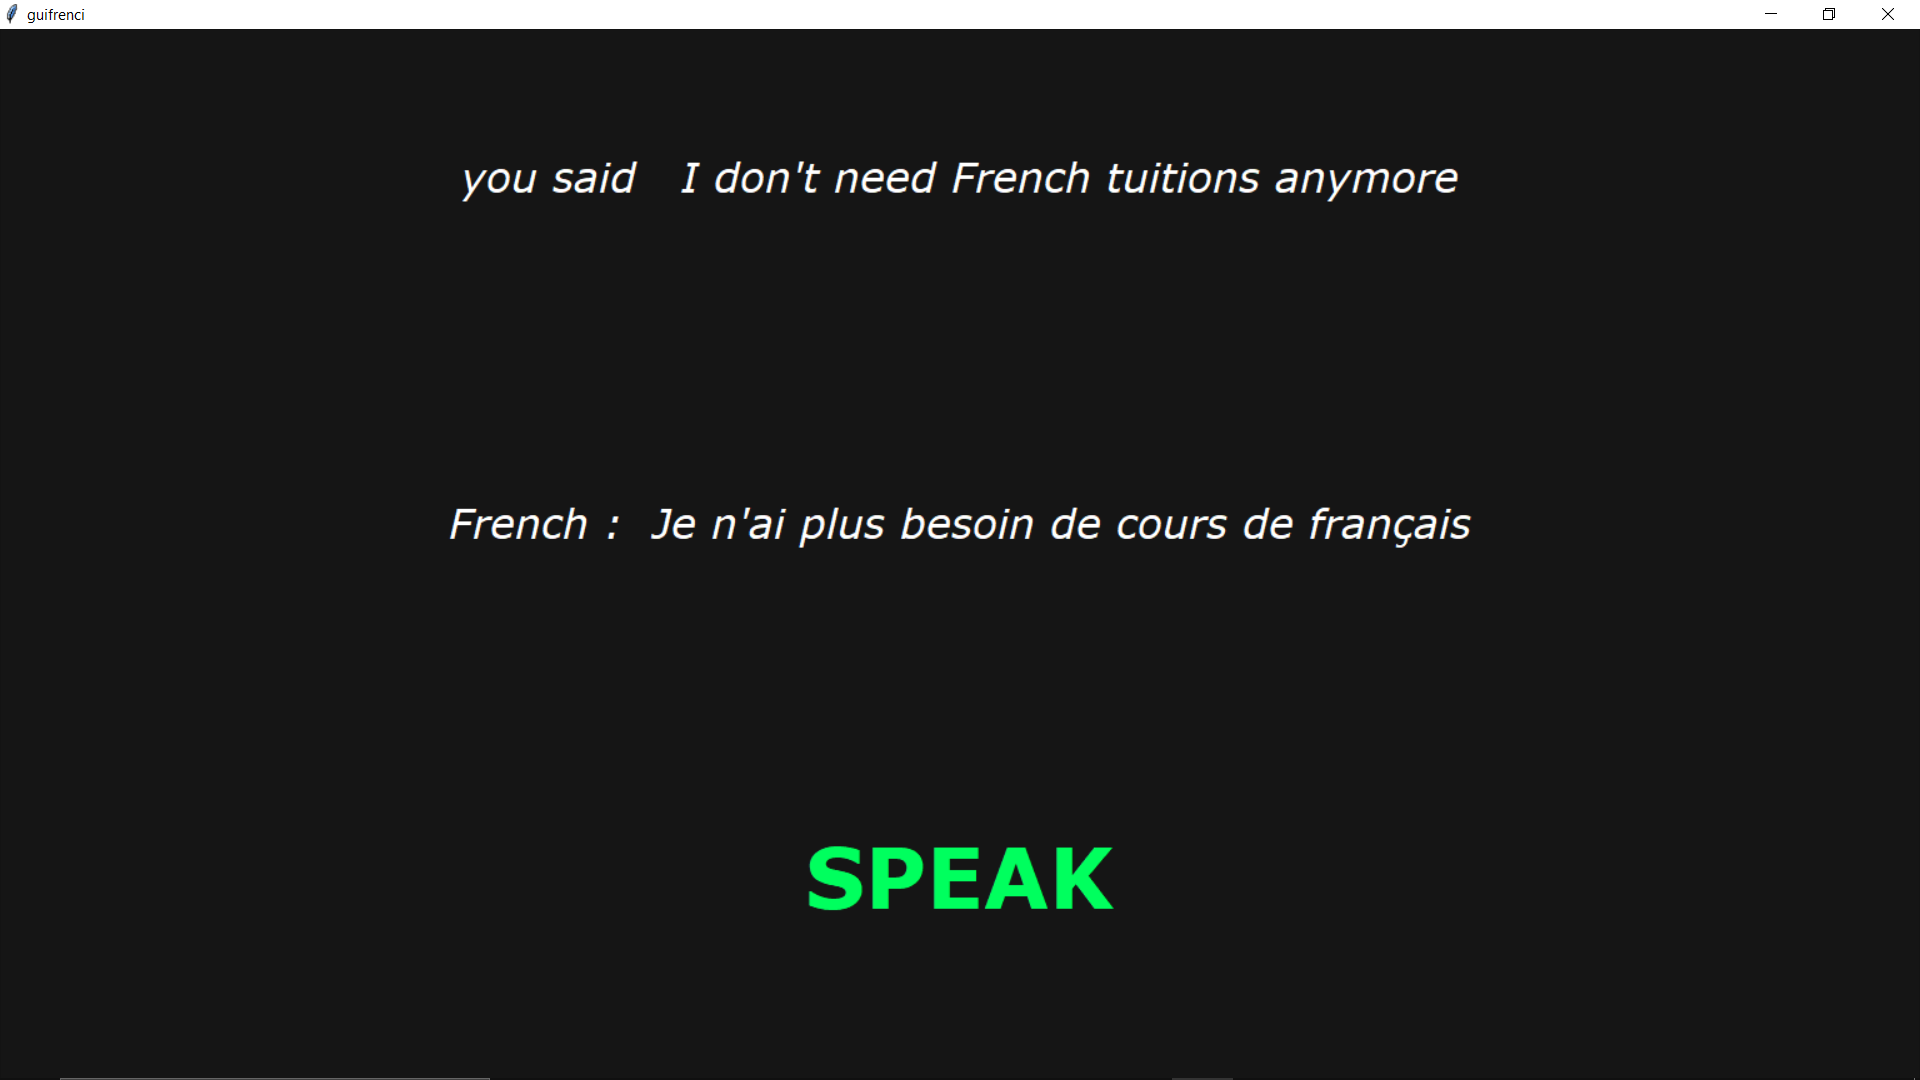 guifrenci
you said I don't need French tuitions anymore
French : Je n'ai plus besoin de cours de français
SPEAK